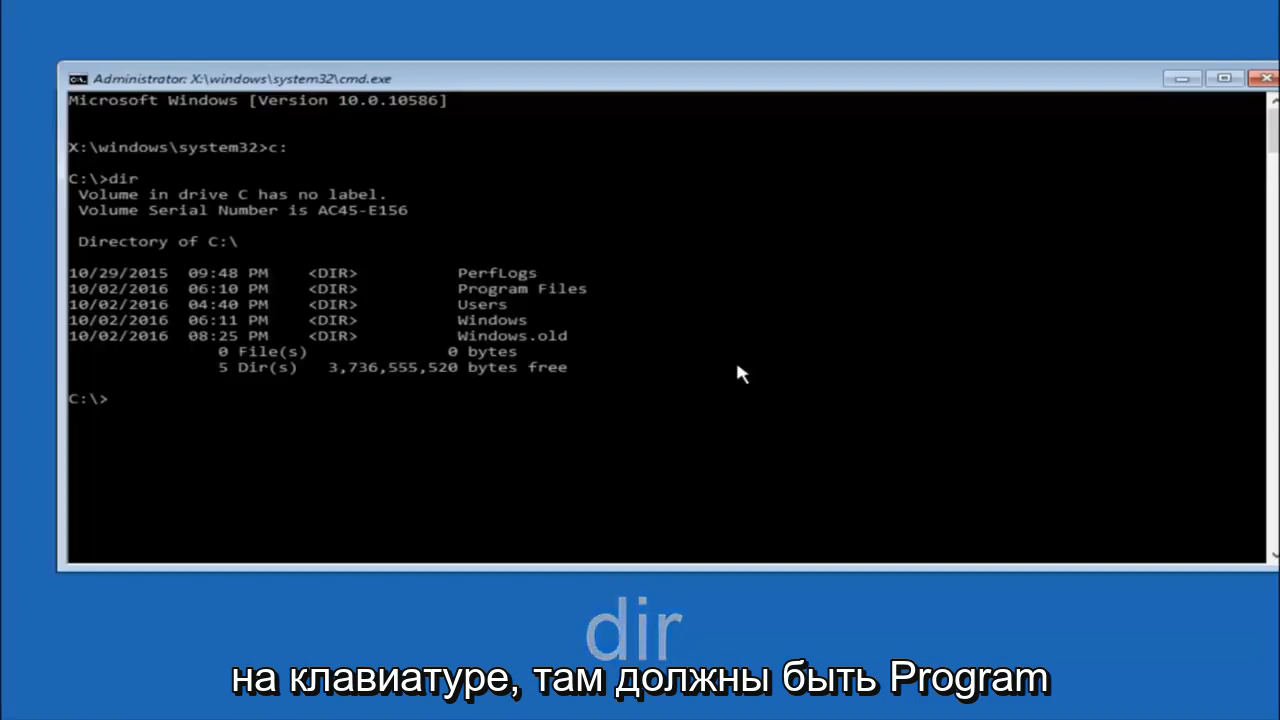 Administrator: X:\windows\system32\cmd.exe
Microsoft Windows [Version 10.0.10586]
X:\windows\system32>c:
C:\>dir
Volume in drive C has no label.
Volume Serial Number is AC45-E156
Directory of C:\
10/29/2015 09:48 PM <DIR> PerfLogs
10/02/2016 06:10 PM <DIR> Program Files
10/02/2016 04:40 PM <DIR> Users
10/02/2016 06:11 PM <DIR> Windows
10/02/2016 08:25 PM <DIR> Windows.old
0 File(s) 0 bytes
5 Dir(s) 3,736,555,520 bytes free
C:\>
dir
на клавиатуре, там должны быть Program